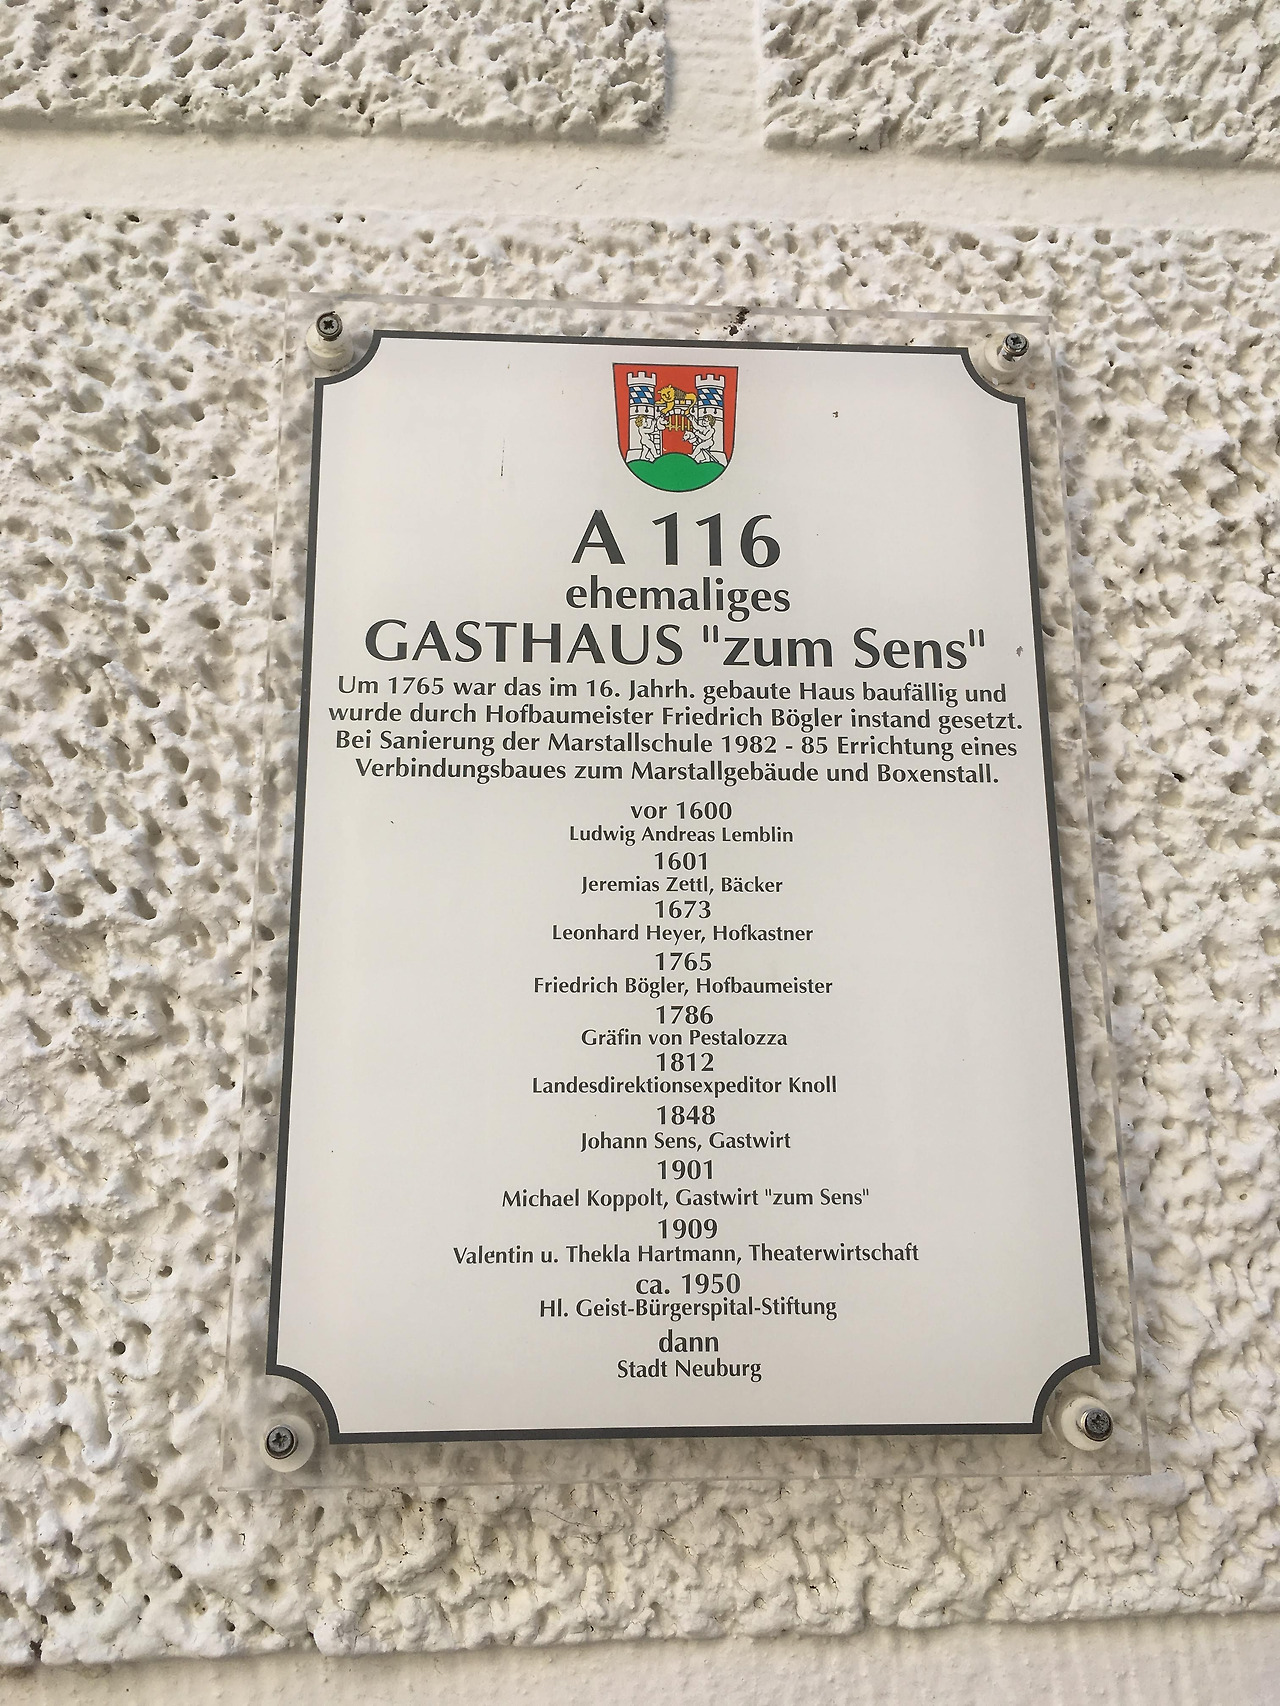 A 116
ehemaliges
GASTHAUS "zum Sens"
Um 1765 war das im 16. Jahrh. gebaute Haus baufällig und
wurde durch Hofbaumeister Friedrich Bögler instand gesetzt.
Bei Sanierung der Marstallschule 1982 - 85 Errichtung eines
Verbindungsbaues zum Marstallgebäude und Boxenstall.
vor 1600
Ludwig Andreas Lemblin
1601
Jeremias Zettl, Bäcker
1673
Leonhard Heyer, Hofkastner
1765
Friedrich Bögler, Hofbaumeister
1786
Gräfin von Pestalozza
1812
Landesdirektionsexpeditor Knoll
1848
Johann Sens, Gastwirt
1901
Michael Koppolt, Gastwirt "zum Sens"
1909
Valentin u. Thekla Hartmann, Theaterwirtschaft
ca. 1950
Hl. Geist-Bürgerspital-Stiftung
dann
Stadt Neuburg